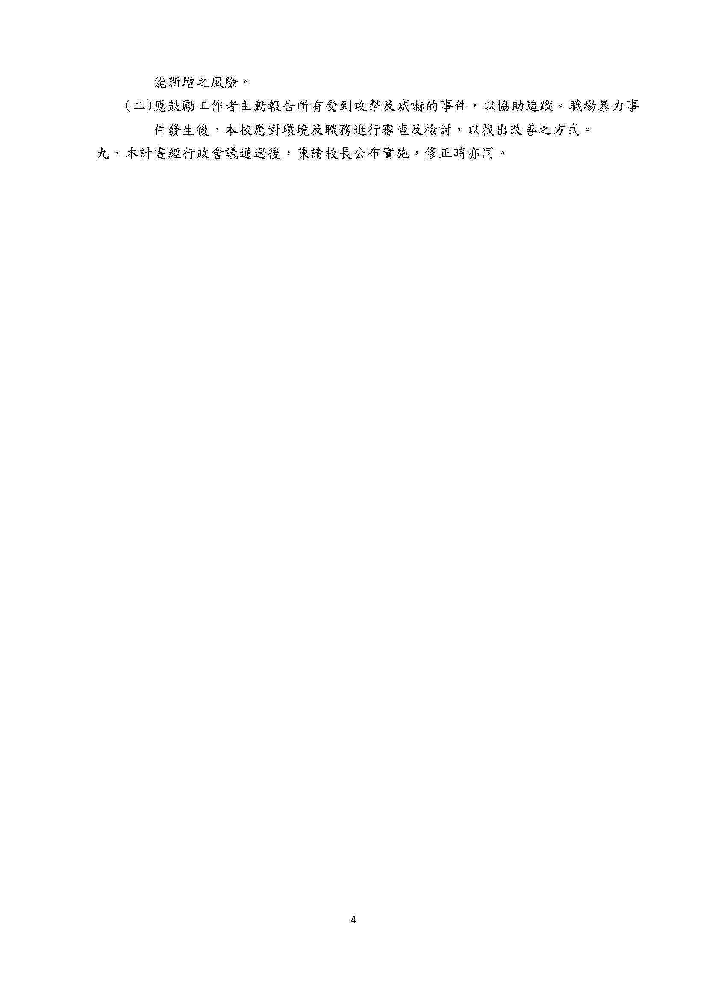 能新增之風險。
(二)應鼓勵工作者主動報告所有受到攻擊及威嚇的事件，以協助追蹤。職場暴力事
件發生後，本校應對環境及職務進行審查及檢討，以找出改善之方式。
九、本計畫經行政會議通過後，陳請校長公布實施，修正時亦同。
4